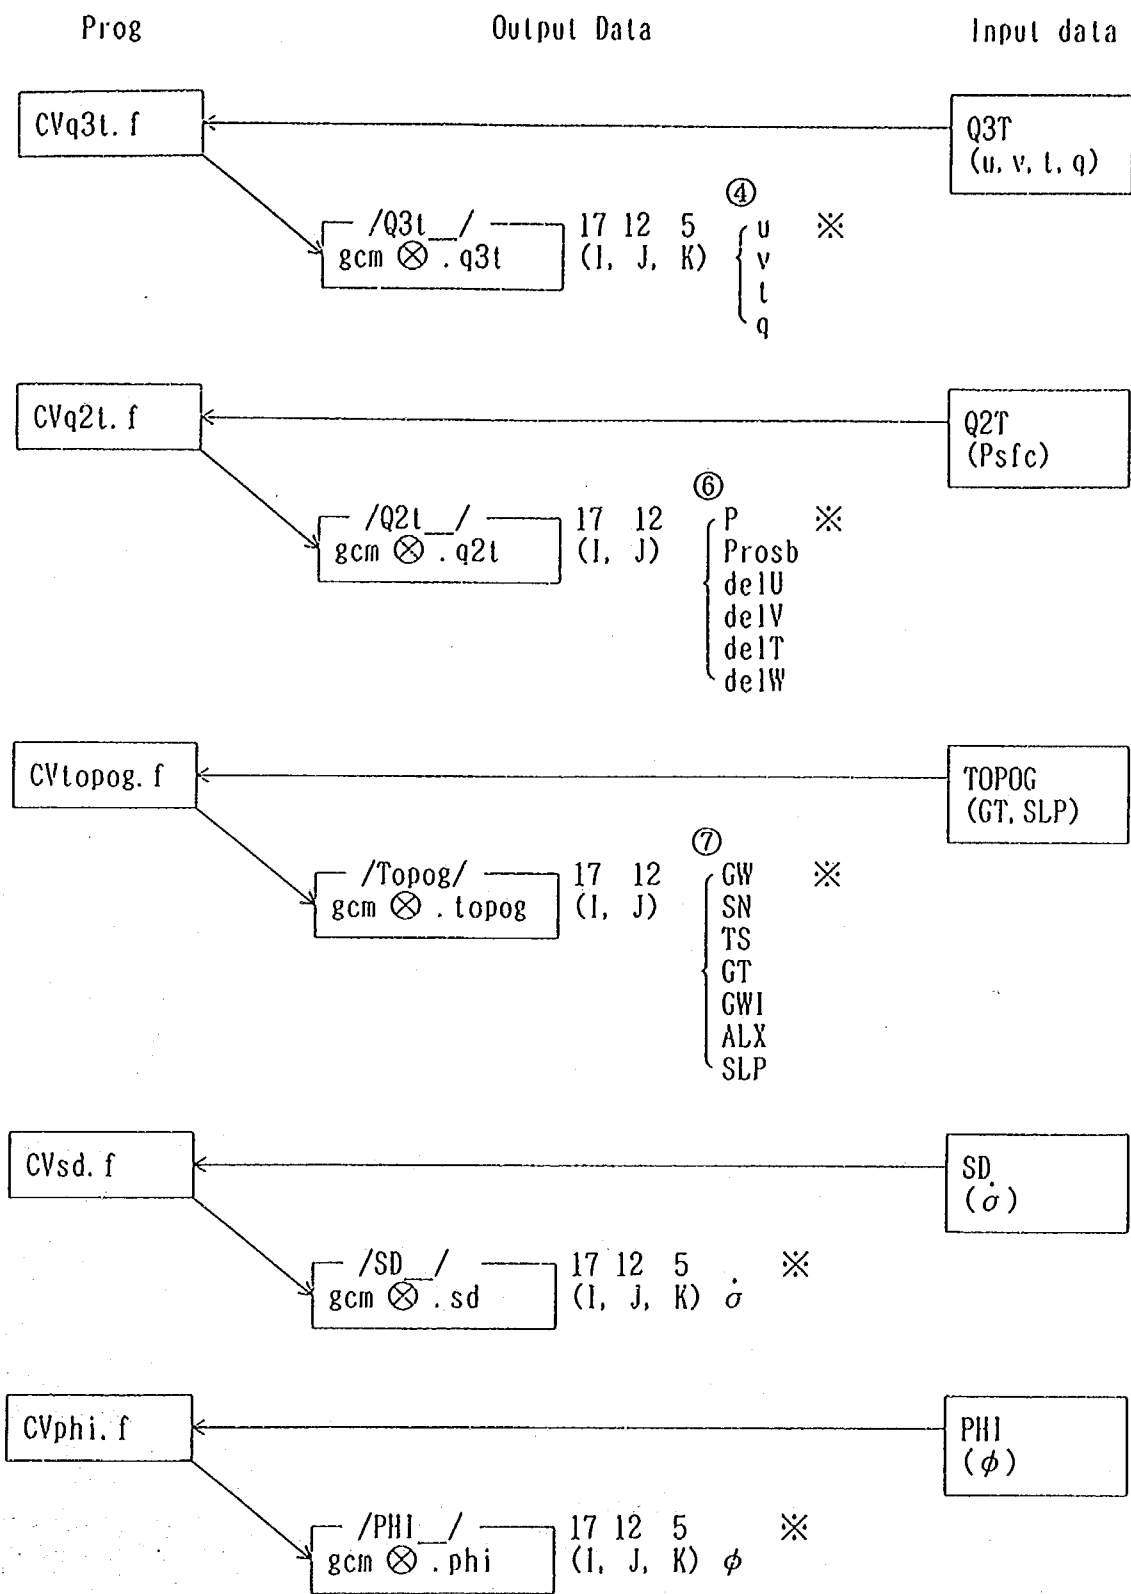 Prog Output Data Input data
CVq3t.f
Q3T
(u, v, t, q)
④
/Q3t__/ 17 12 5 u ※
gcm ⊗ .q3t (I, J, K) v
t
q
CVq2t.f
Q2T
(Psfc)
⑥
/Q2t__/ 17 12 P ※
gcm ⊗ .q2t (I, J) Prosb
delU
delV
delT
delW
CVtopog.f
TOPOG
(GT, SLP)
⑦
/Topog/ 17 12 GW ※
gcm ⊗ .topog (I, J) SN
TS
GT
GWI
ALX
SLP
CVsd.f
SD
(σ̇)
/SD__/ 17 12 5 ※
gcm ⊗ .sd (I, J, K) σ̇
CVphi.f
PHI
(φ)
/PHI__/ 17 12 5 ※
gcm ⊗ .phi (I, J, K) φ